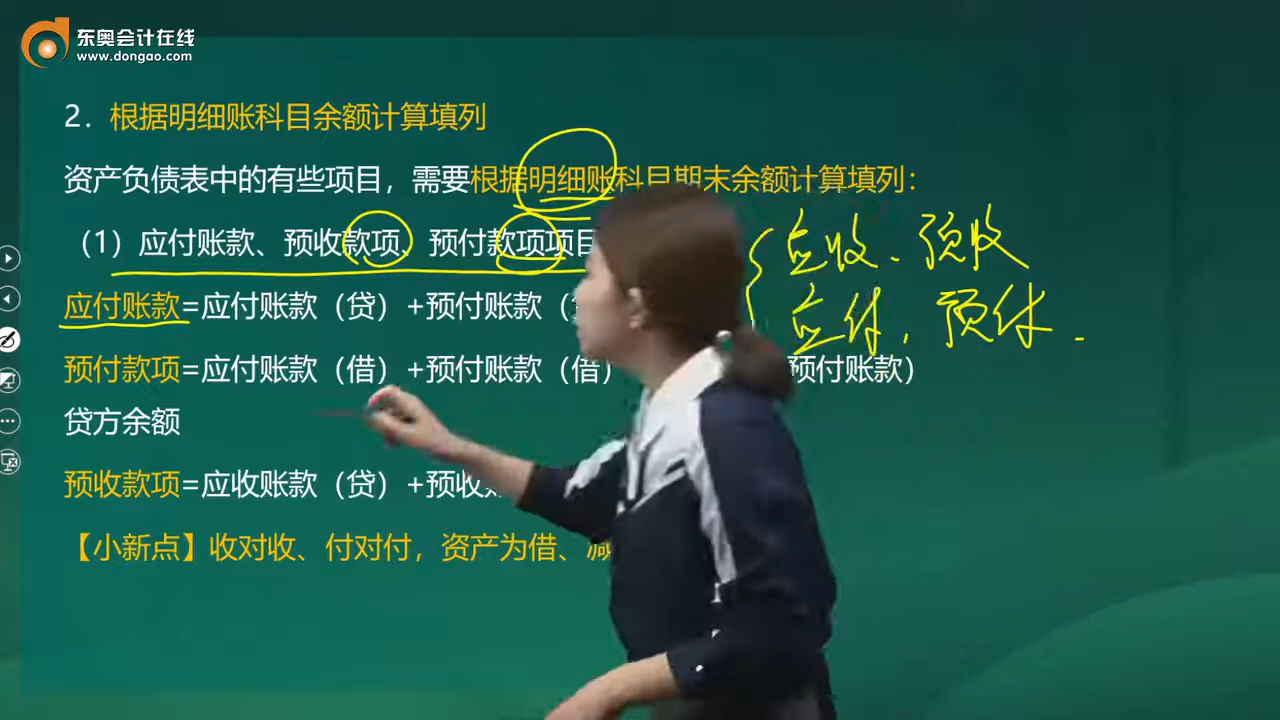 东奥会计在线
www.dongao.com
2. 根据明细账科目余额计算填列
资产负债表中的有些项目，需要根据明细账科目期末余额计算填列：
（1）应付账款、预收款项、预付款项项目
应收、预收
应付，预付．
应付账款=应付账款（贷）+预付账款（
预付款项=应付账款（借）+预付账款（借）
预付账款）
贷方余额
预收款项=应收账款（贷）+预收
【小新点】收对收、付对付，资产为借、减